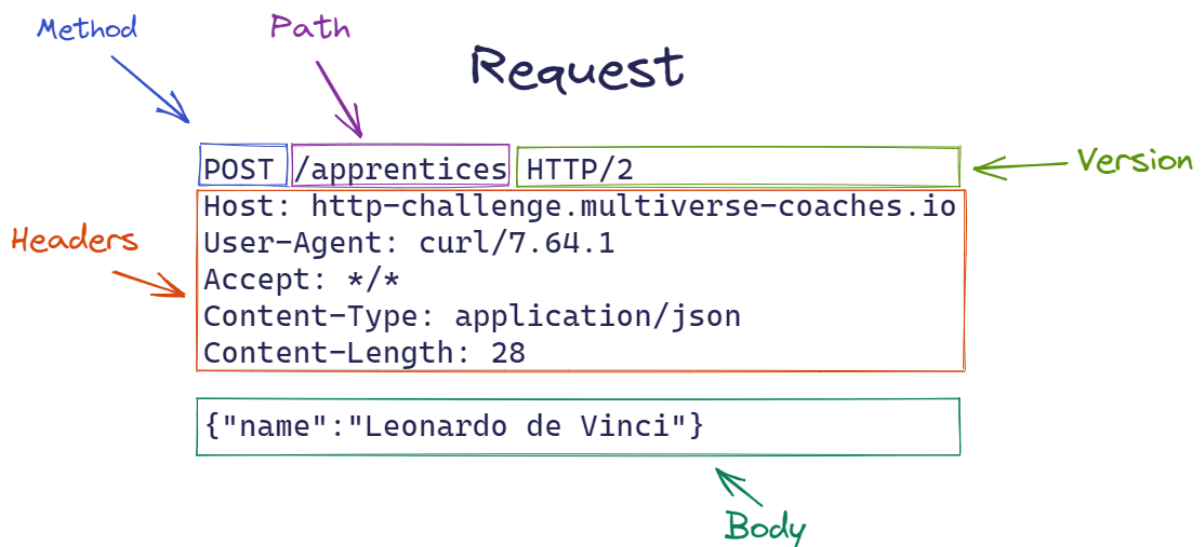 Method
Path
Request
POST /apprentices HTTP/2
Version
Host: http-challenge.multiverse-coaches.io
User-Agent: curl/7.64.1
Headers
Accept: */*
Content-Type: application/json
Content-Length: 28
{"name":"Leonardo de Vinci"}
Body